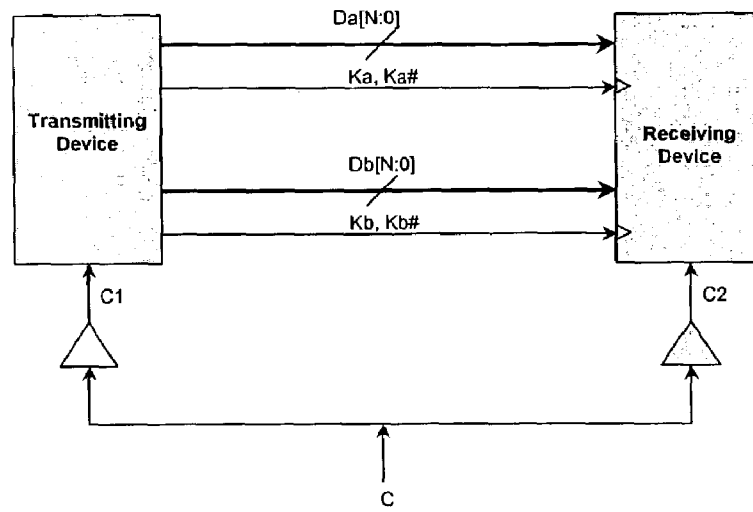 Da[N:0]
Ka, Ka#
Transmitting
Device
Receiving
Device
Db[N:0]
Kb, Kb#
C1
C2
C